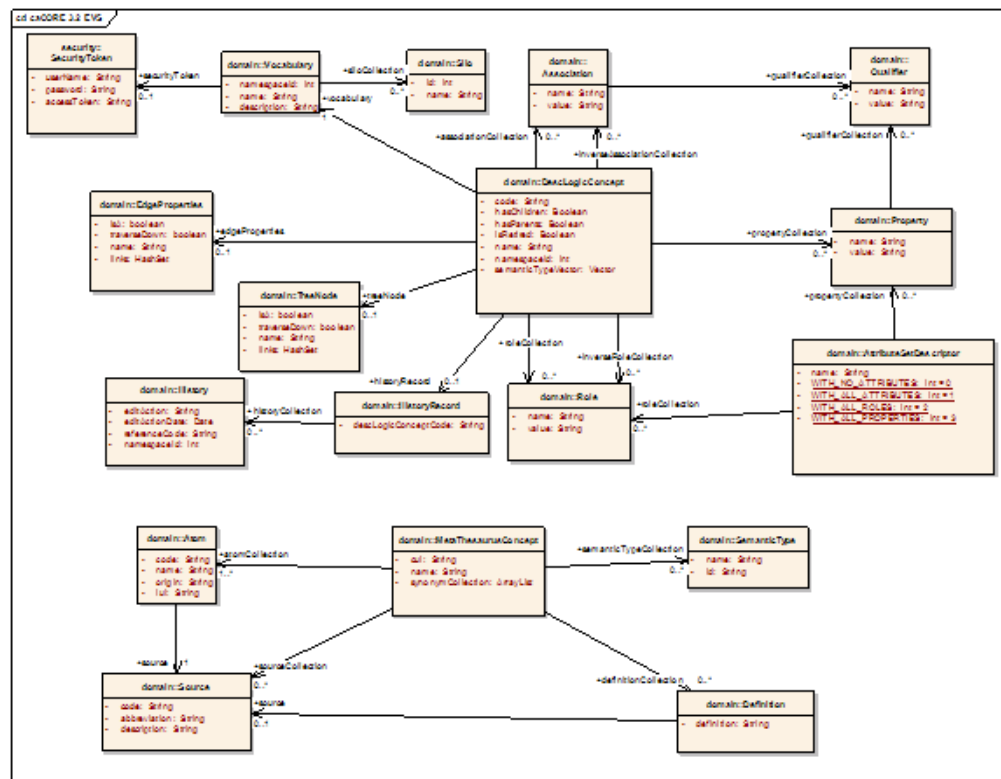 cd caCORE 3.2 EVS
security::
SecurityToken
- userName: String
- password: String
- accessToken: String
+securityToken
0..1
domain::Vocabulary
- namespaceId: int
- name: String
- description: String
+siloCollection
0..*
domain::Silo
- id: int
- name: String
+vocabulary
1
domain::
Association
- name: String
- value: String
+qualifierCollection
0..*
domain::
Qualifier
- name: String
- value: String
+associationCollection
0..*
+inverseAssociationCollection
0..*
+qualifierCollection
0..*
domain::DescLogicConcept
- code: String
- hasChildren: Boolean
- hasParents: Boolean
- isRetired: Boolean
- name: String
- namespaceId: int
- semanticTypeVector: Vector
domain::EdgeProperties
- isA: boolean
- traverseDown: boolean
- name: String
- links: HashSet
+edgeProperties
0..1
+propertyCollection
0..*
domain::Property
- name: String
- value: String
domain::TreeNode
- isA: boolean
- traverseDown: boolean
- name: String
- links: HashSet
+treeNode
0..1
+propertyCollection
0..*
+roleCollection
0..*
+inverseRoleCollection
0..*
domain::AttributeSetDescriptor
- name: String
- WITH_NO_ATTRIBUTES: int = 0
- WITH_ALL_ATTRIBUTES: int = 1
- WITH_ALL_ROLES: int = 2
- WITH_ALL_PROPERTIES: int = 3
+historyRecord
0..1
domain::History
- editAction: String
- editActionDate: Date
- referenceCode: String
- namespaceId: int
+historyCollection
0..*
domain::HistoryRecord
- descLogicConceptCode: String
domain::Role
- name: String
- value: String
+roleCollection
0..*
domain::Atom
- code: String
- name: String
- origin: String
- lui: String
+atomCollection
1..*
domain::MetaThesaurusConcept
- cui: String
- name: String
- synonymCollection: ArrayList
+semanticTypeCollection
0..*
domain::SemanticType
- name: String
- id: String
+source
1
+sourceCollection
0..*
+definitionCollection
0..*
domain::Source
- code: String
- abbreviation: String
- description: String
+source
0..1
domain::Definition
- definition: String